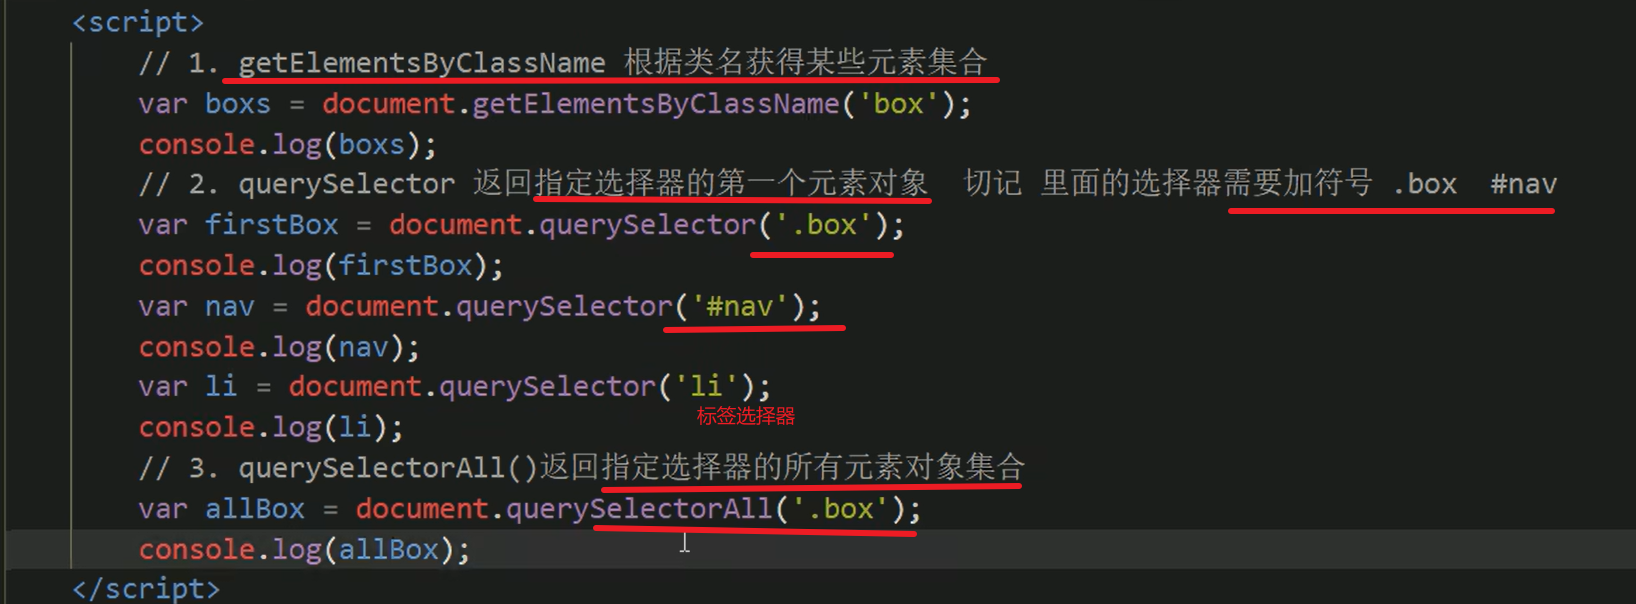 <script>
// 1. getElementsByClassName 根据类名获得某些元素集合
var boxs = document.getElementsByClassName('box');
console.log(boxs);
// 2. querySelector 返回指定选择器的第一个元素对象  切记 里面的选择器需要加符号 .box  #nav
var firstBox = document.querySelector('.box');
console.log(firstBox);
var nav = document.querySelector('#nav');
console.log(nav);
var li = document.querySelector('li');
标签选择器
console.log(li);
// 3. querySelectorAll()返回指定选择器的所有元素对象集合
var allBox = document.querySelectorAll('.box');
console.log(allBox);
</script>